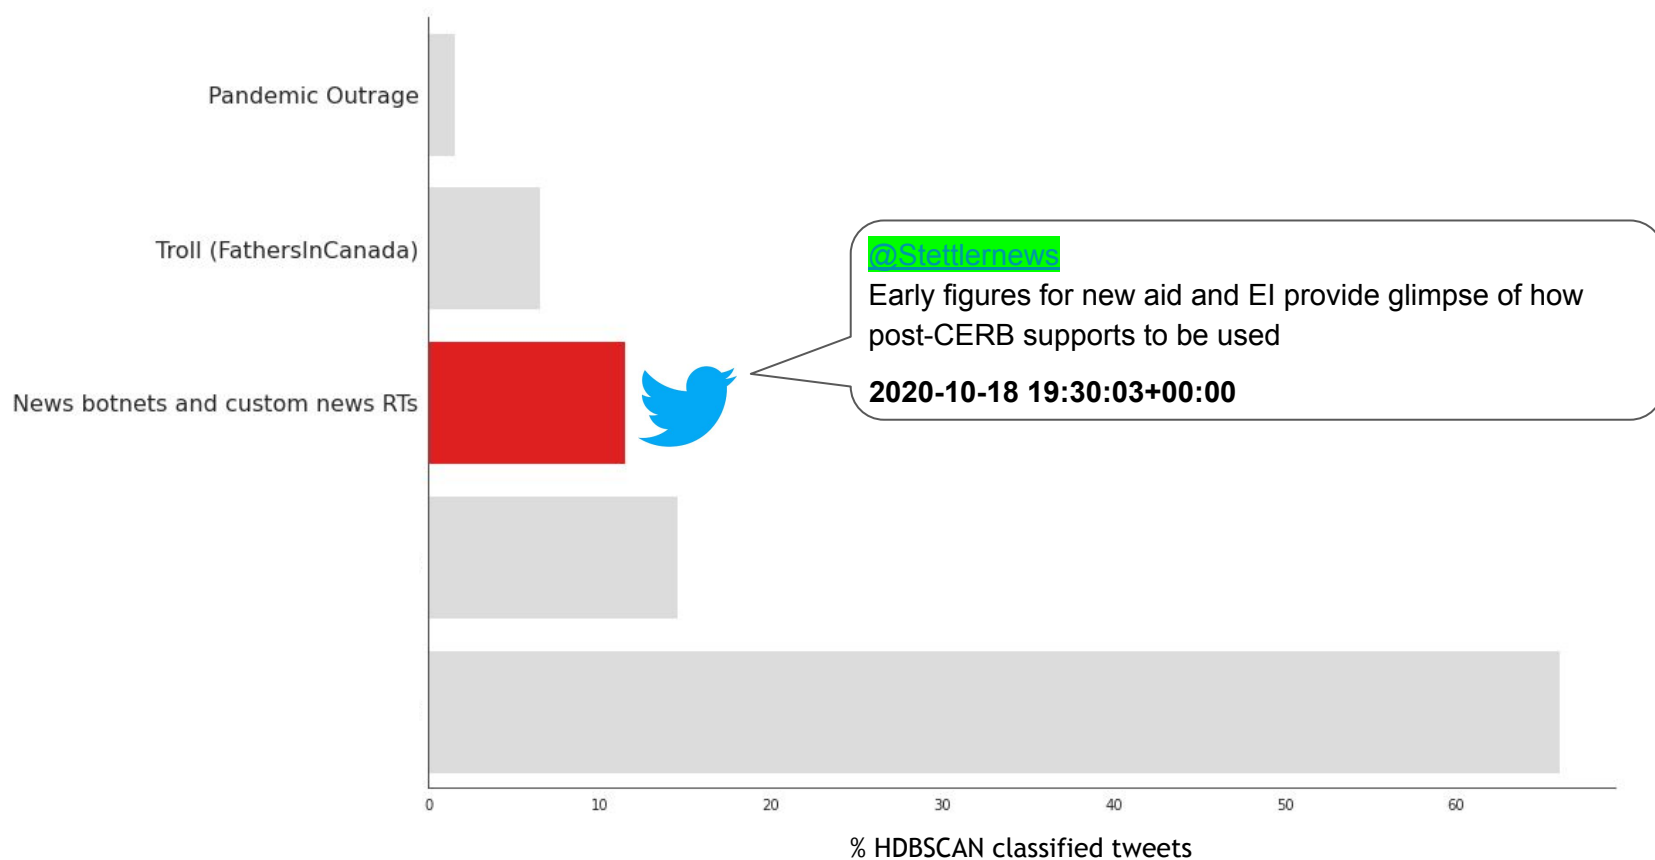 Pandemic Outrage
Troll (FathersInCanada)
@Stettlernews
Early figures for new aid and EI provide glimpse of how
post-CERB supports to be used
2020-10-18 19:30:03+00:00
News botnets and custom news RTs
0 10 20 30 40 50 60
% HDBSCAN classified tweets